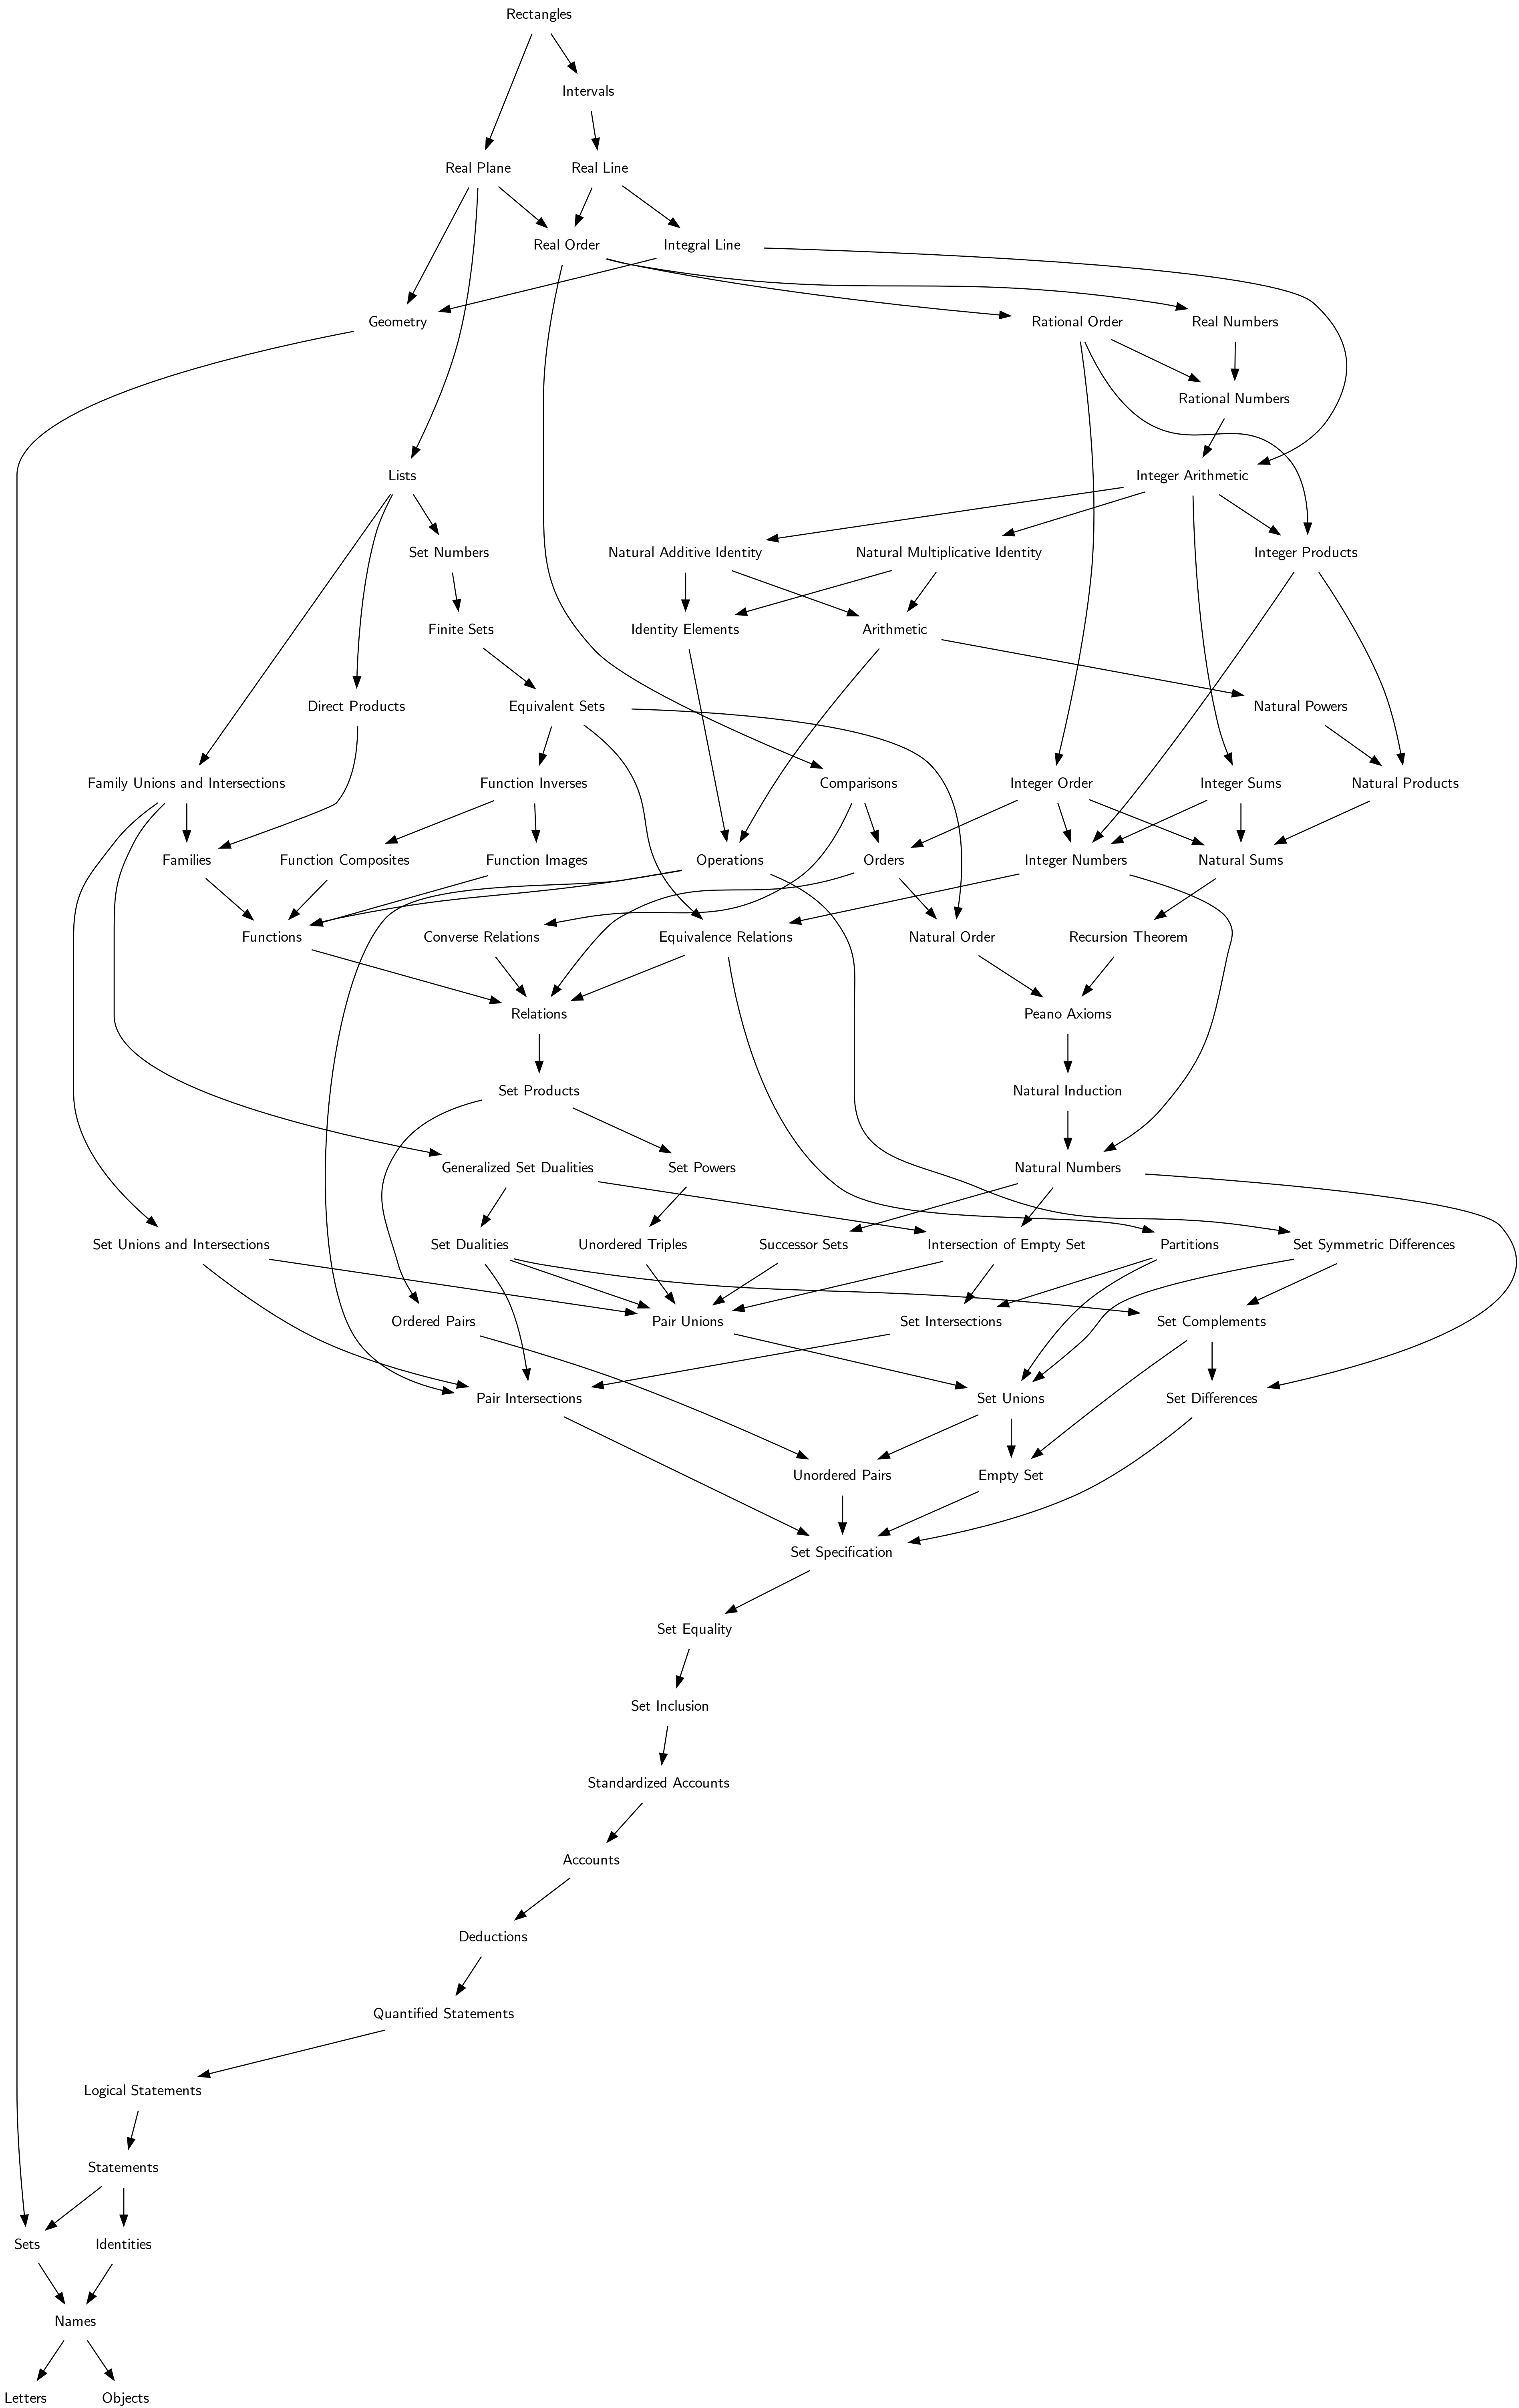 Rectangles
Intervals
Real Plane
Real Line
Real Order
Integral Line
Geometry
Rational Order
Real Numbers
Rational Numbers
Lists
Integer Arithmetic
Set Numbers
Natural Additive Identity
Natural Multiplicative Identity
Integer Products
Finite Sets
Identity Elements
Arithmetic
Direct Products
Equivalent Sets
Natural Powers
Family Unions and Intersections
Function Inverses
Comparisons
Integer Order
Integer Sums
Natural Products
Families
Function Composites
Function Images
Operations
Orders
Integer Numbers
Natural Sums
Functions
Converse Relations
Equivalence Relations
Natural Order
Recursion Theorem
Relations
Peano Axioms
Set Products
Natural Induction
Generalized Set Dualities
Set Powers
Natural Numbers
Set Unions and Intersections
Set Dualities
Unordered Triples
Successor Sets
Intersection of Empty Set
Partitions
Set Symmetric Differences
Ordered Pairs
Pair Unions
Set Intersections
Set Complements
Pair Intersections
Set Unions
Set Differences
Unordered Pairs
Empty Set
Set Specification
Set Equality
Set Inclusion
Standardized Accounts
Accounts
Deductions
Quantified Statements
Logical Statements
Statements
Sets
Identities
Names
Letters
Objects